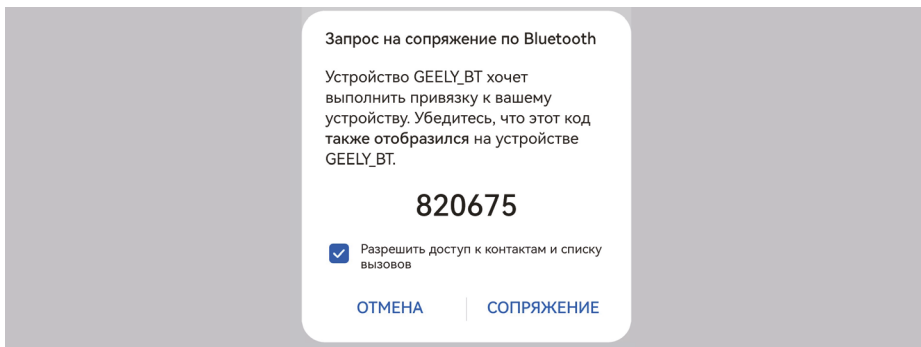 Запрос на сопряжение по Bluetooth
Устройство GEELY_BT хочет
выполнить привязку к вашему
устройству. Убедитесь, что этот код
также отобразился на устройстве
GEELY_BT.
820675
Разрешить доступ к контактам и списку
вызовов
ОТМЕНА
СОПРЯЖЕНИЕ